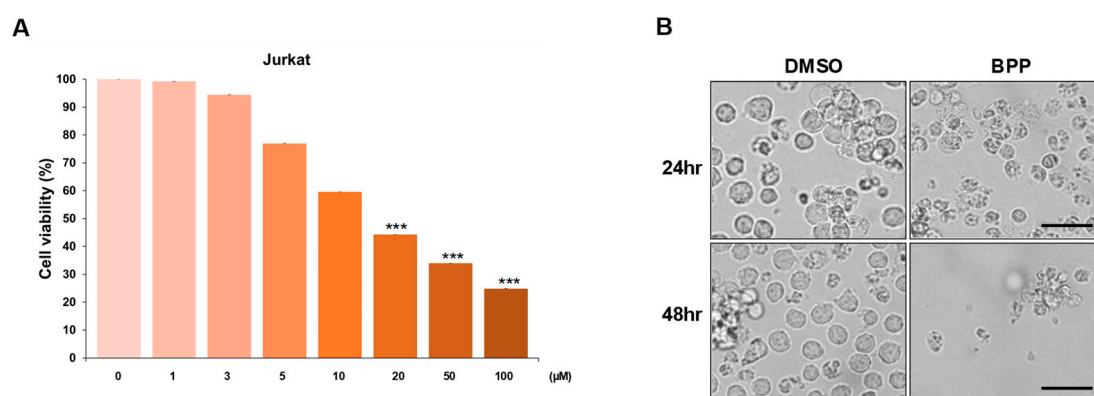 A
Jurkat
Cell viability (%)
100
90
80
70
60
50
40
30
20
10
0
***
***
***
0 1 3 5 10 20 50 100 (μM)
B
DMSO BPP
24hr
48hr